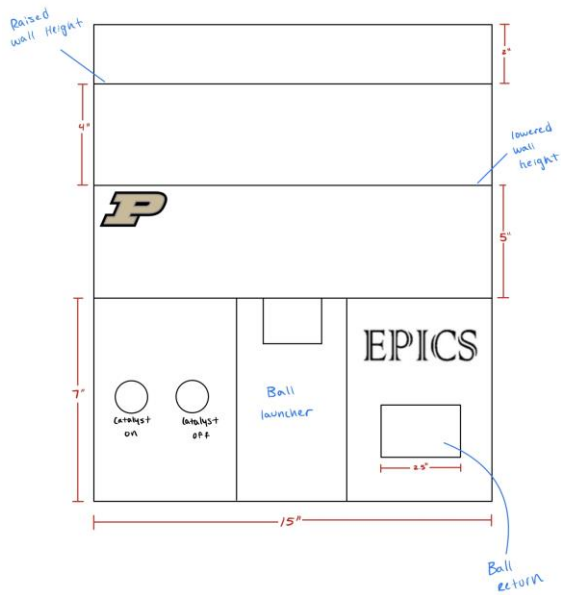 Raised
wall Height
2"
4"
lowered
wall
height
P
5"
EPICS
7"
Ball
launcher
Catalyst
on
Catalyst
OFF
2.5"
15"
Ball
return